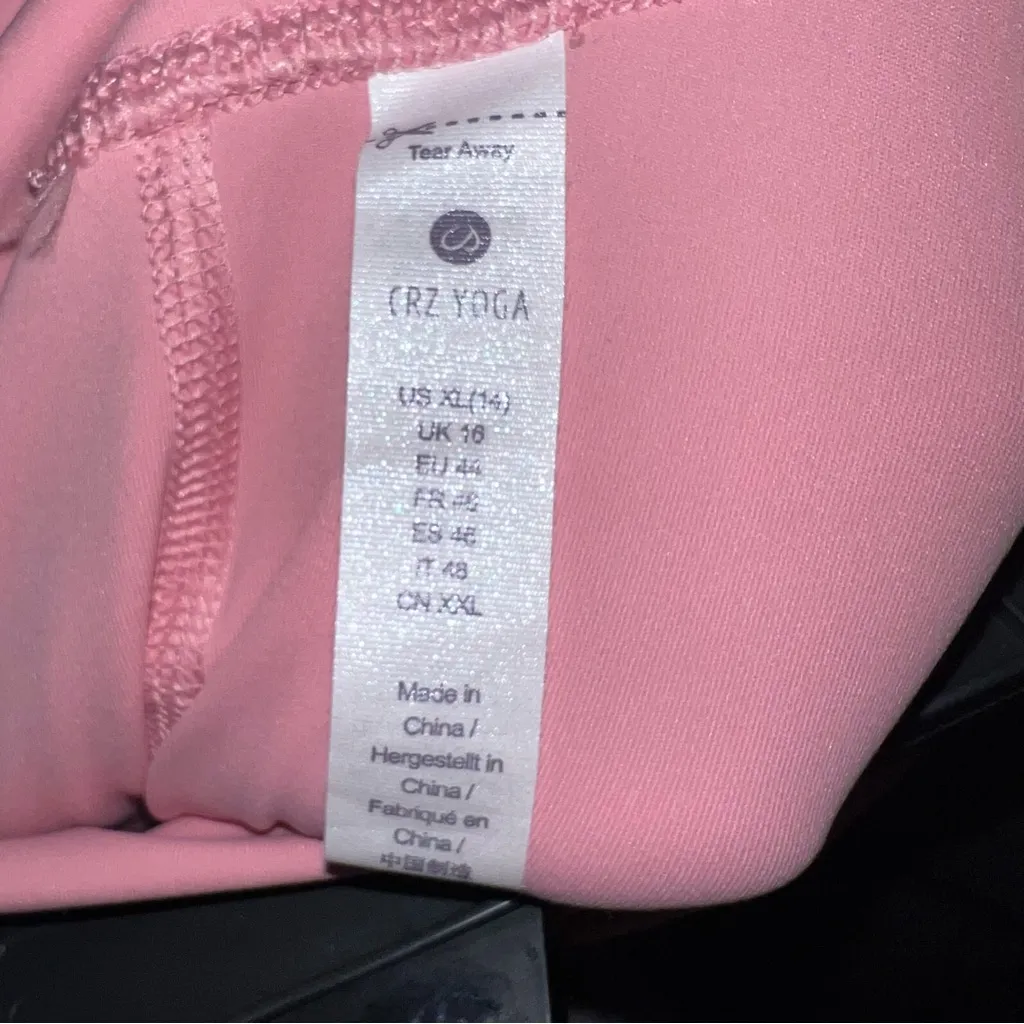 Tear Away
CRZ YOGA
US XL(14)
UK 16
EU 44
FR 46
ES 46
IT 48
CN XXL
Made in
China /
Hergestellt in
China /
Fabriqué en
China /
中国制造